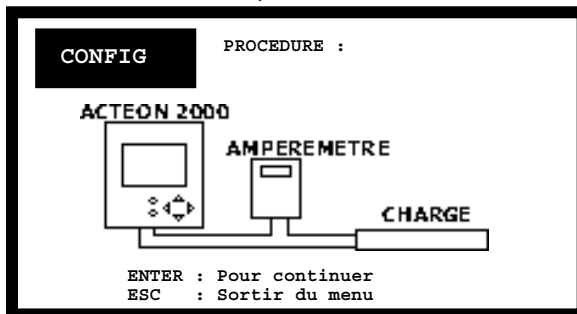 CONFIG
PROCEDURE :
ACTEON 2000
AMPEREMETRE
CHARGE
ENTER : Pour continuer
ESC : Sortir du menu